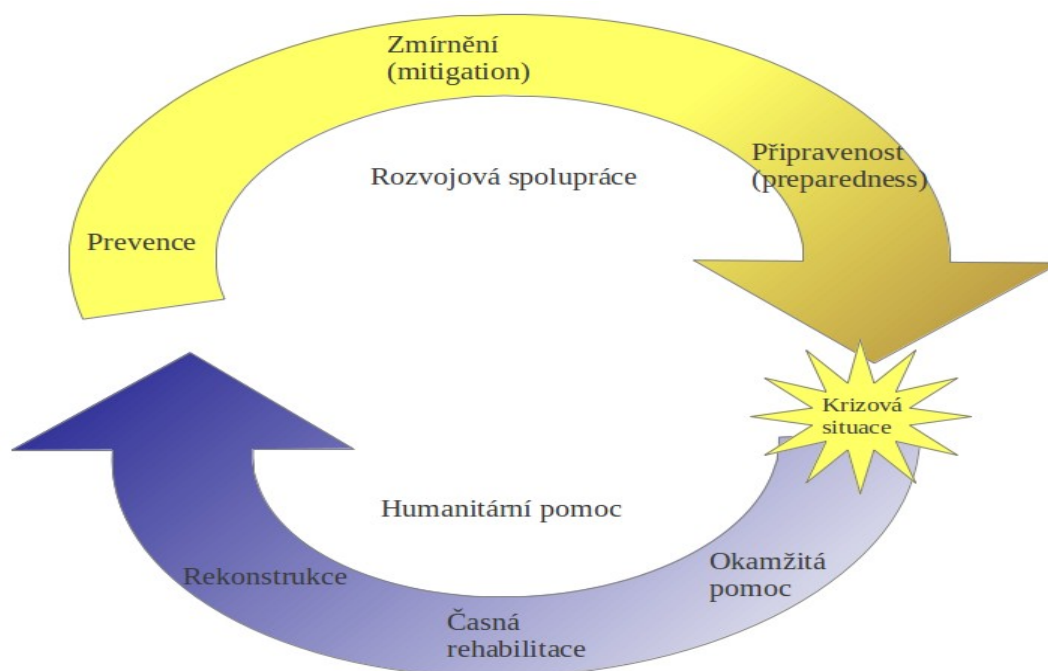 Zmírnění
(mitigation)
Připravenost
(preparedness)
Rozvojová spolupráce
Prevence
Krizová
situace
Humanitární pomoc
Okamžitá
pomoc
Rekonstrukce
Časná
rehabilitace